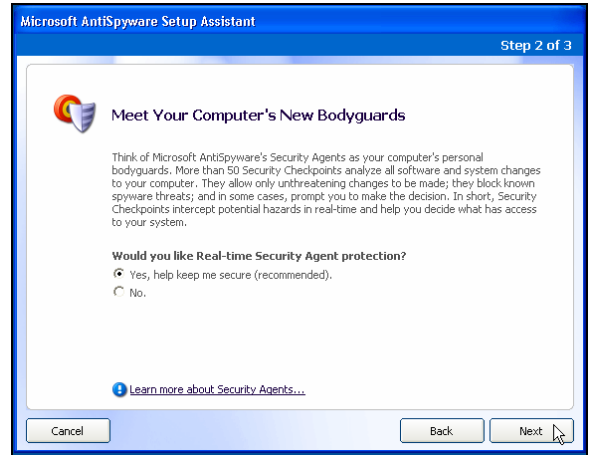 Microsoft AntiSpyware Setup Assistant
Step 2 of 3
Meet Your Computer's New Bodyguards
Think of Microsoft AntiSpyware's Security Agents as your computer's personal
bodyguards. More than 50 Security Checkpoints analyze all software and system changes
to your computer. They allow only unthreatening changes to be made; they block known
spyware threats; and in some cases, prompt you to make the decision. In short, Security
Checkpoints intercept potential hazards in real-time and help you decide what has access
to your system.
Would you like Real-time Security Agent protection?
Yes, help keep me secure (recommended).
No.
Learn more about Security Agents...
Cancel
Back
Next